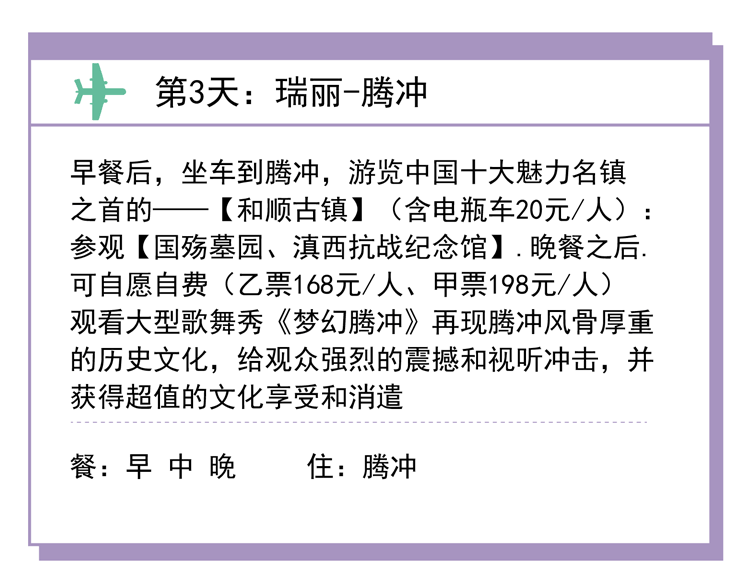 第3天：瑞丽-腾冲
早餐后，坐车到腾冲，游览中国十大魅力名镇
之首的——【和顺古镇】（含电瓶车20元/人）：
参观【国殇墓园、滇西抗战纪念馆】.晚餐之后.
可自愿自费（乙票168元/人、甲票198元/人）
观看大型歌舞秀《梦幻腾冲》再现腾冲风骨厚重
的历史文化，给观众强烈的震撼和视听冲击，并
获得超值的文化享受和消遣
餐：早 中 晚 住：腾冲